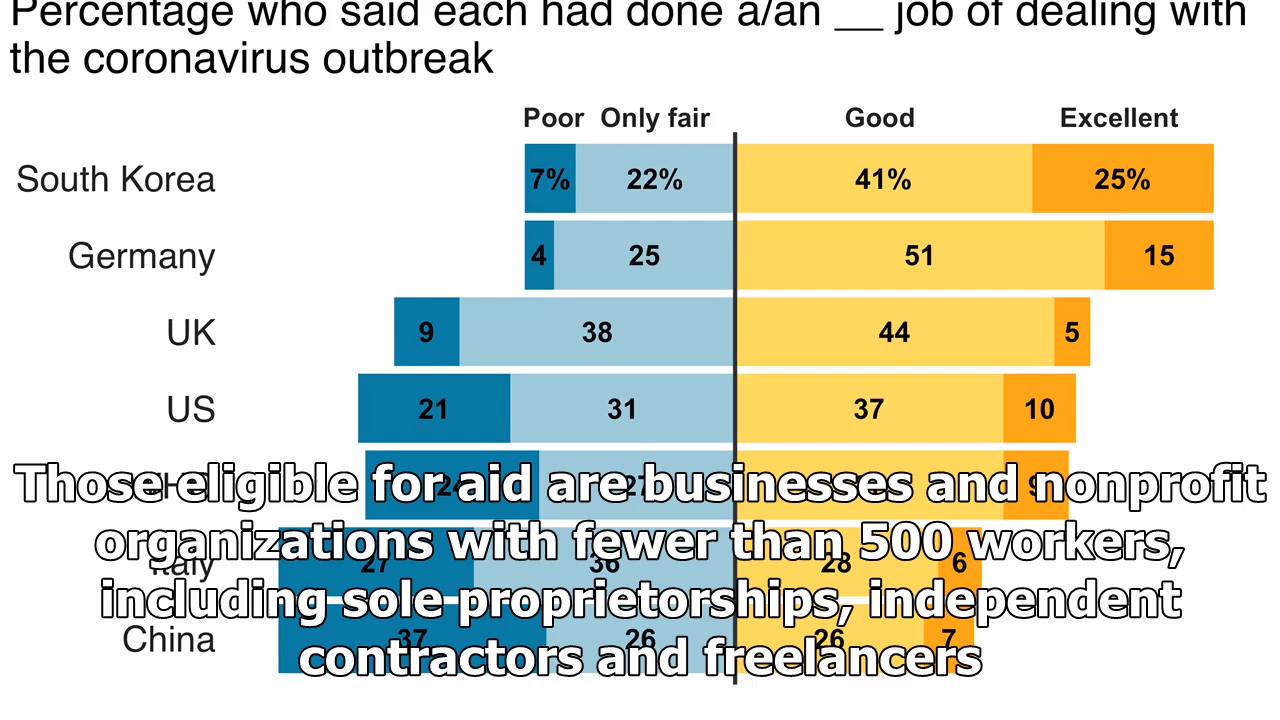 Percentage who said each had done a/an __ job of dealing with
the coronavirus outbreak
Poor Only fair Good Excellent
South Korea 7% 22% 41% 25%
Germany 4 25 51 15
UK 9 38 44 5
US 21 31 37 10
27 9
Those eligible for aid are businesses and nonprofit
organizations with fewer than 500 workers,
Italy 27 36 28 6
including sole proprietorships, independent
China 37 26 26 7
contractors and freelancers